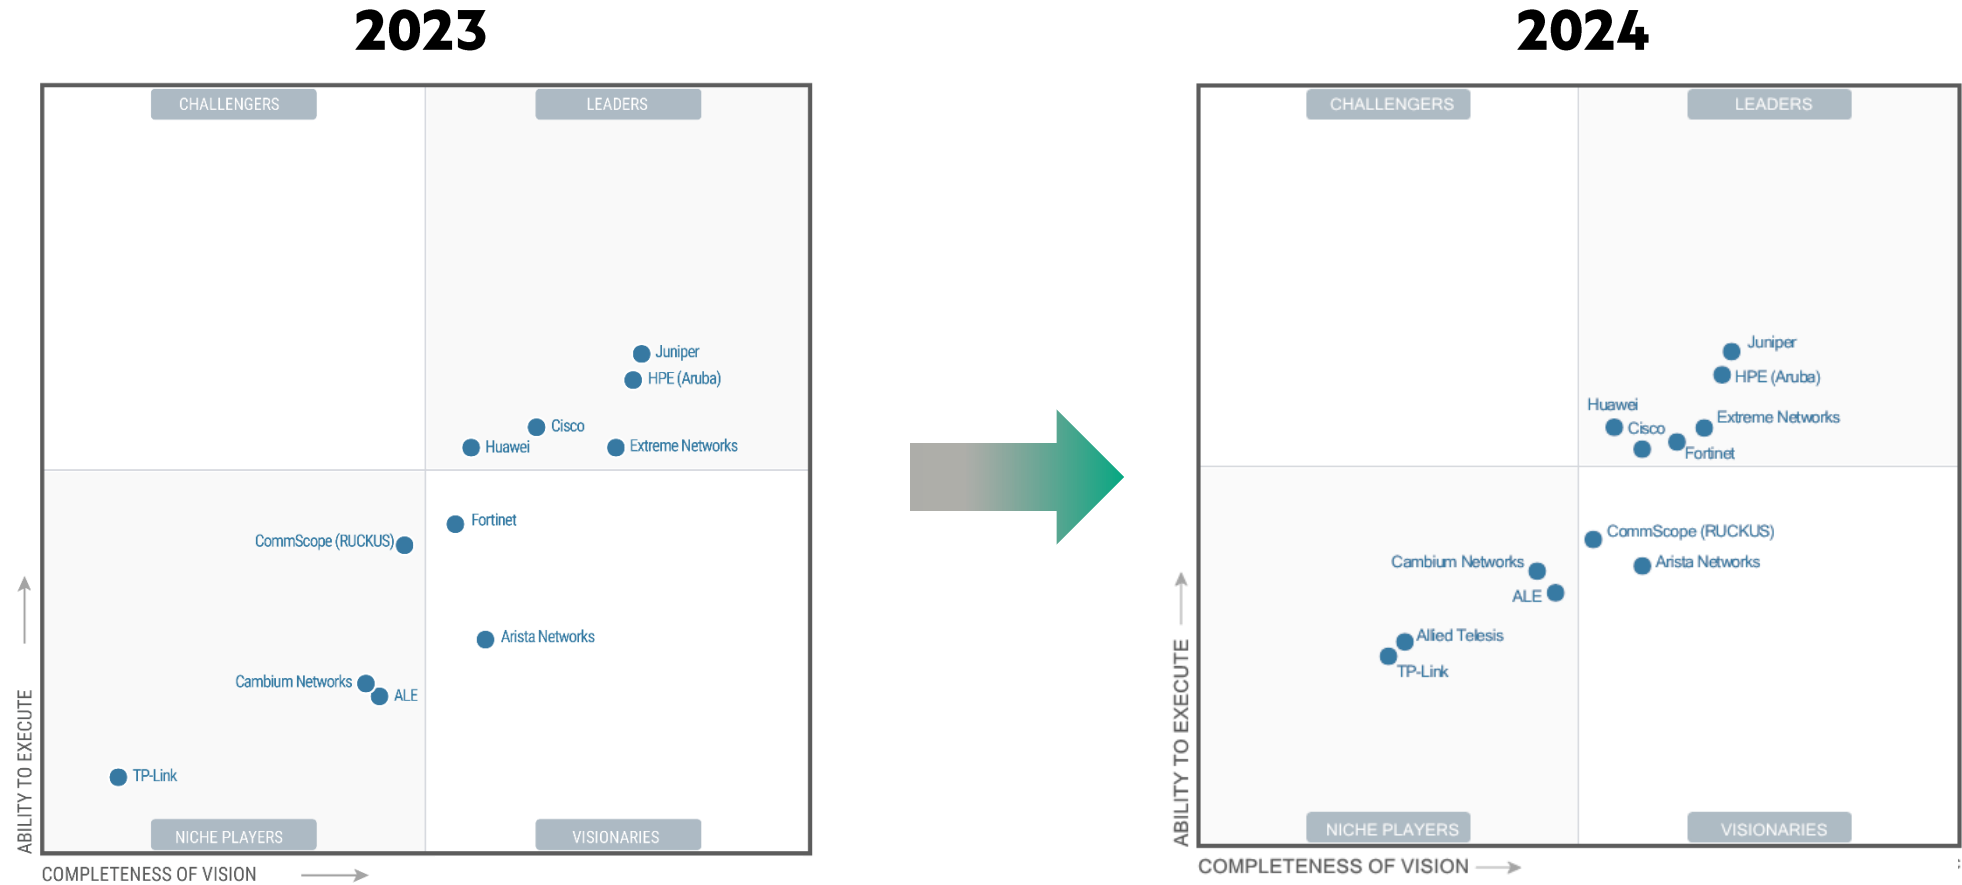 2023
CHALLENGERS
LEADERS
Juniper
HPE (Aruba)
Cisco
Huawei
Extreme Networks
Fortinet
CommScope (RUCKUS)
Arista Networks
Cambium Networks
ALE
TP-Link
NICHE PLAYERS
VISIONARIES
ABILITY TO EXECUTE
COMPLETENESS OF VISION
2024
CHALLENGERS
LEADERS
Juniper
HPE (Aruba)
Huawei
Extreme Networks
Cisco
Fortinet
CommScope (RUCKUS)
Cambium Networks
Arista Networks
ALE
Allied Telesis
TP-Link
NICHE PLAYERS
VISIONARIES
ABILITY TO EXECUTE
COMPLETENESS OF VISION